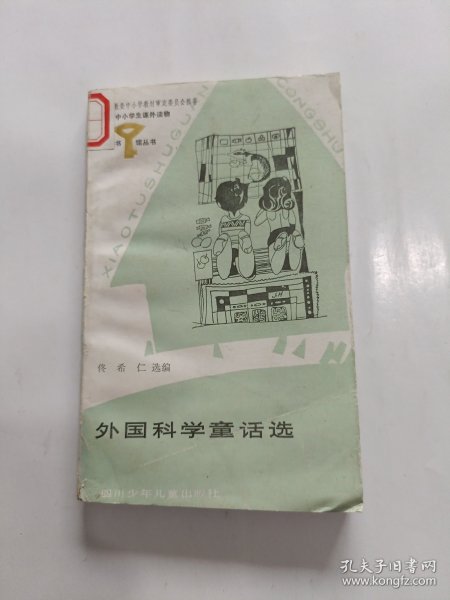 教委中小学教材审定委员会推荐
中小学生课外读物
书 馆丛书
XIAOTUSHUGUAN CONGSHU
佟 希 仁 选编
外国科学童话选
四川少年儿童出版社
孔夫子旧书网
www.kongfz.com